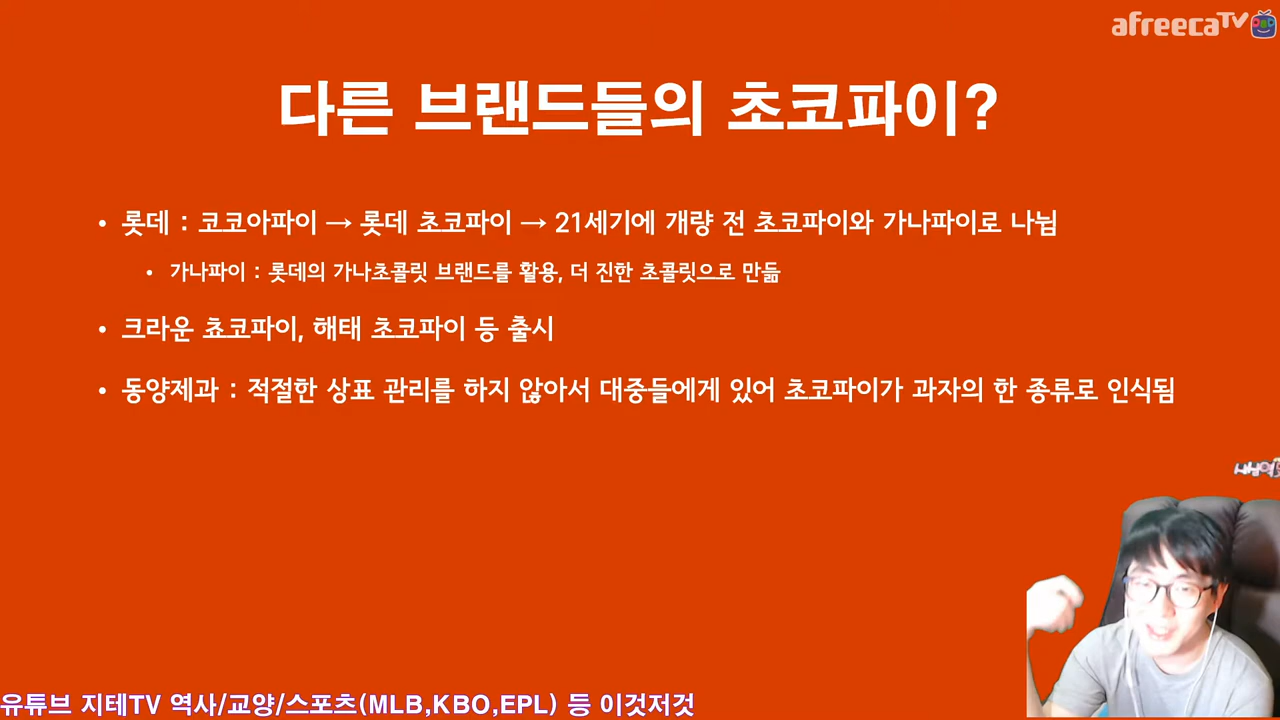 afreecaTV
다른 브랜드들의 초코파이?
• 롯데 : 코코아파이 → 롯데 초코파이 → 21세기에 개량 전 초코파이와 가나파이로 나뉨
• 가나파이 : 롯데의 가나초콜릿 브랜드를 활용, 더 진한 초콜릿으로 만듦
• 크라운 쵸코파이, 해태 초코파이 등 출시
• 동양제과 : 적절한 상표 관리를 하지 않아서 대중들에게 있어 초코파이가 과자의 한 종류로 인식됨
유튜브 지테TV 역사/교양/스포츠(MLB,KBO,EPL) 등 이것저것